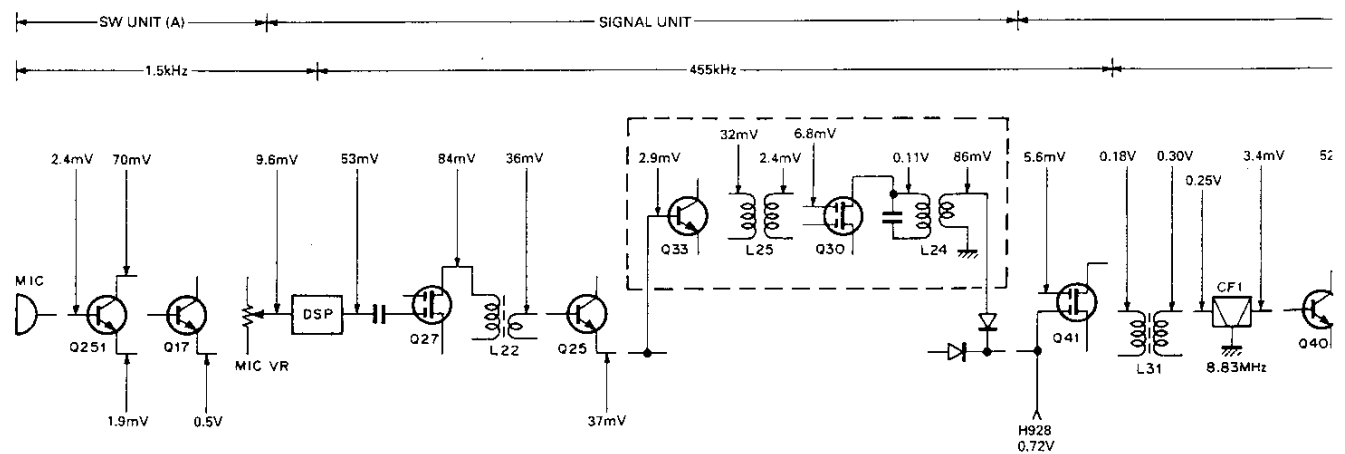 SW UNIT (A)
SIGNAL UNIT
1.5kHz
455kHz
2.4mV
70mV
9.6mV
53mV
84mV
36mV
2.9mV
32mV
2.4mV
6.8mV
0.11V
86mV
5.6mV
0.18V
0.25V
0.30V
3.4mV
52
MIC
Q251
Q17
MIC VR
DSP
Q27
L22
Q25
Q33
L25
Q30
L24
Q41
L31
CF1
8.83MHz
Q40
1.9mV
0.5V
37mV
H928
0.72V